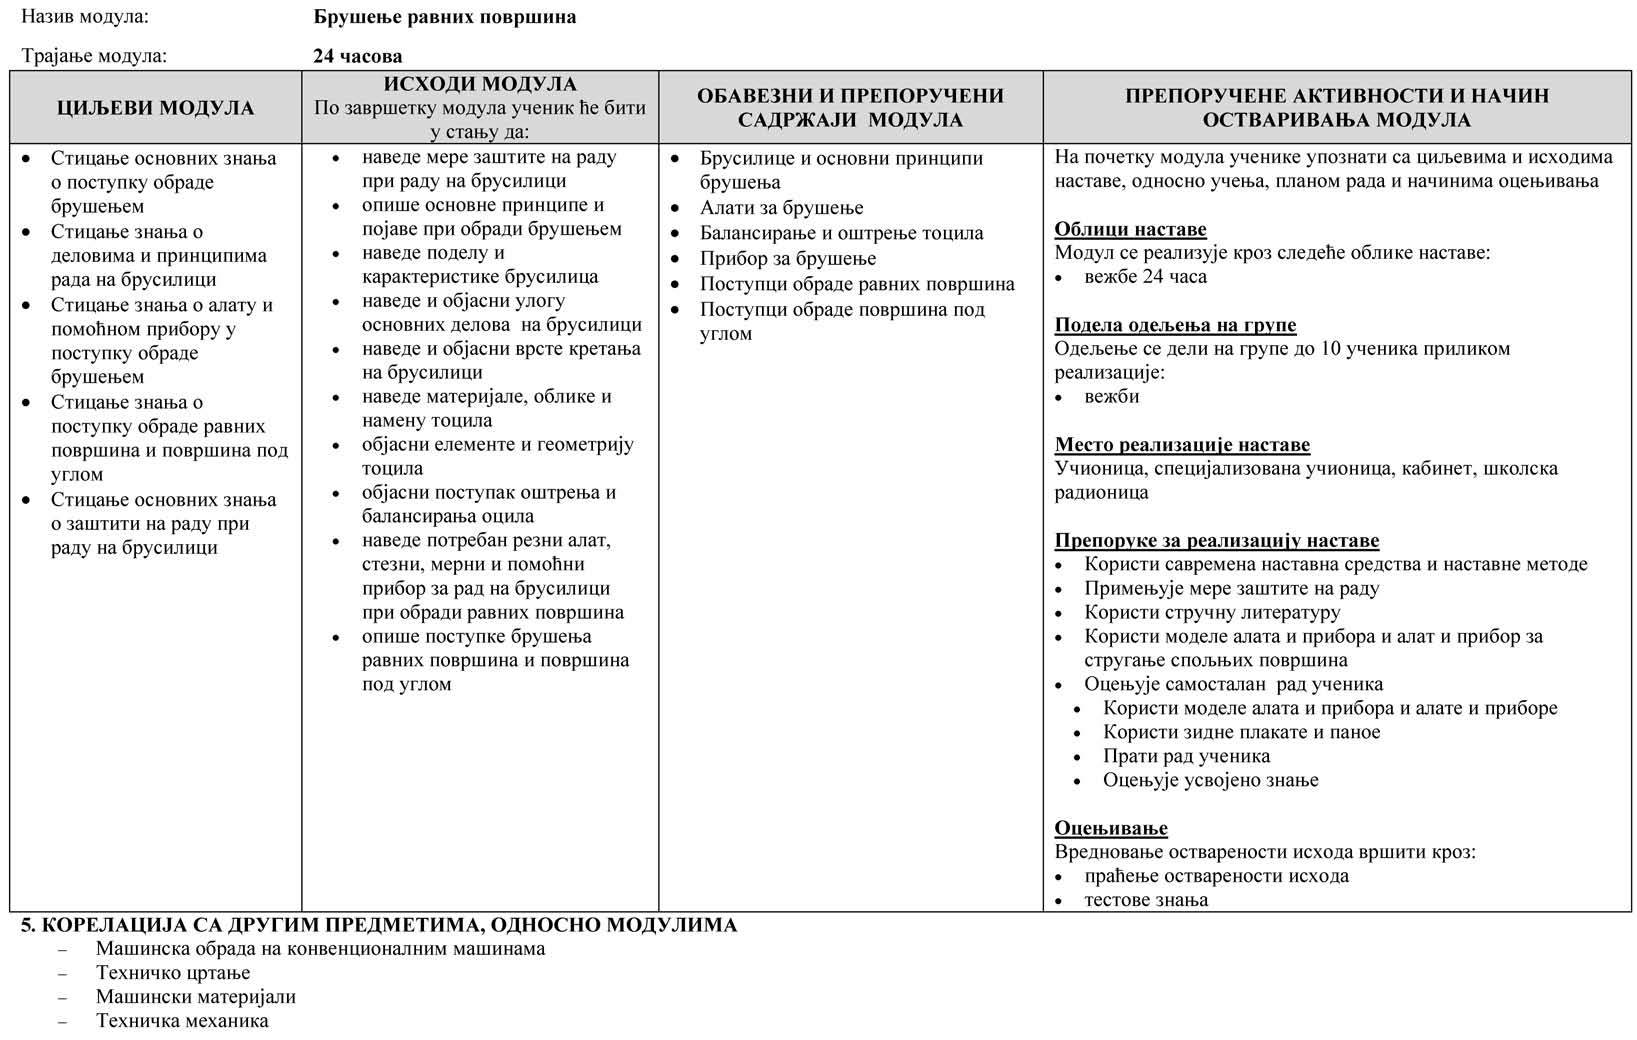 Назив модула: Брушење равних површина
Трајање модула: 24 часова
ЦИЉЕВИ МОДУЛА
ИСХОДИ МОДУЛА
По завршетку модула ученик ће бити
у стању да:
ОБАВЕЗНИ И ПРЕПОРУЧЕНИ
САДРЖАЈИ МОДУЛА
ПРЕПОРУЧЕНЕ АКТИВНОСТИ И НАЧИН
ОСТВАРИВАЊА МОДУЛА
• Стицање основних знања
о поступку обраде
брушењем
• Стицање знања о
деловима и принципима
рада на брусилици
• Стицање знања о алату и
помоћном прибору у
поступку обраде
брушењем
• Стицање знања о
поступку обраде равних
површина и површина под
углом
• Стицање основних знања
о заштити на раду при
раду на брусилици
• наведе мере заштите на раду
при раду на брусилици
• опише основне принципе и
појаве при обради брушењем
• наведе поделу и
карактеристике брусилица
• наведе и објасни улогу
основних делова на брусилици
• наведе и објасни врсте кретања
на брусилици
• наведе материјале, облике и
намену тоцила
• објасни елементе и геометрију
тоцила
• објасни поступак оштрења и
балансирања оцила
• наведе потребан резни алат,
стезни, мерни и помоћни
прибор за рад на брусилици
при обради равних површина
• опише поступке брушења
равних површина и површина
под углом
• Брусилице и основни принципи
брушења
• Алати за брушење
• Балансирање и оштрење тоцила
• Прибор за брушење
• Поступци обраде равних површина
• Поступци обраде површина под
углом
На почетку модула ученике упознати са циљевима и исходима
наставе, односно учења, планом рада и начинима оцењивања
Облици наставе
Модул се реализује кроз следеће облике наставе:
• вежбе 24 часа
Подела одељења на групе
Одељење се дели на групе до 10 ученика приликом
реализације:
• вежби
Место реализације наставе
Учионица, специјализована учионица, кабинет, школска
радионица
Препоруке за реализацију наставе
• Користи савремена наставна средства и наставне методе
• Примењује мере заштите на раду
• Користи стручну литературу
• Користи моделе алата и прибора и алат и прибор за
стругање спољних површина
• Оцењује самосталан рад ученика
• Користи моделе алата и прибора и алате и приборе
• Користи зидне плакате и паное
• Прати рад ученика
• Оцењује усвојено знање
Оцењивање
Вредновање остварености исхода вршити кроз:
• праћење остварености исхода
• тестове знања
5. КОРЕЛАЦИЈА СА ДРУГИМ ПРЕДМЕТИМА, ОДНОСНО МОДУЛИМА
– Машинска обрада на конвенционалним машинама
– Техничко цртање
– Машински материјали
– Техничка механика